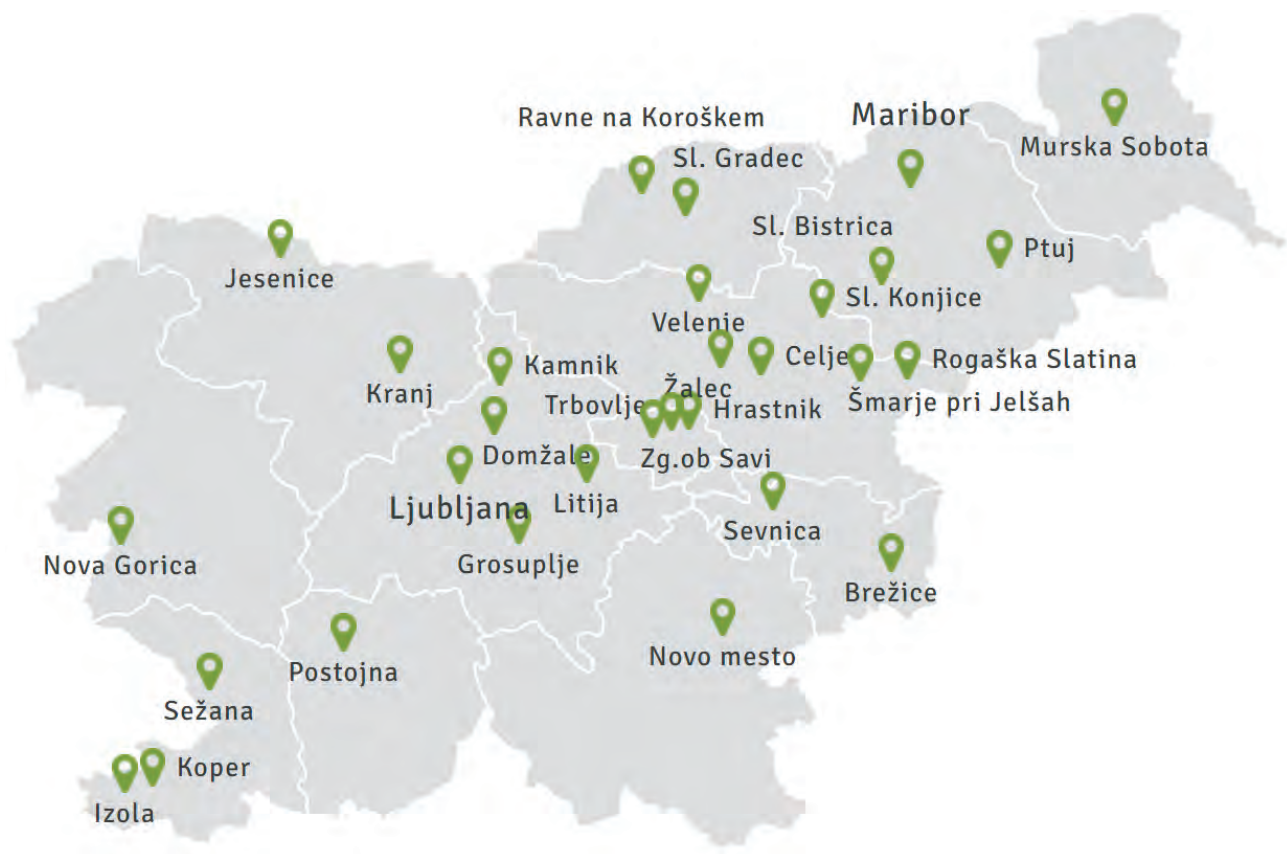 Ravne na Koroškem
Maribor
Murska Sobota
Sl. Gradec
Sl. Bistrica
Ptuj
Jesenice
Sl. Konjice
Velenje
Celje
Rogaška Slatina
Kamnik
Kranj
Žalec
Šmarje pri Jelšah
Trbovlje
Hrastnik
Domžale
Zg.ob Savi
Ljubljana
Litija
Sevnica
Nova Gorica
Grosuplje
Brežice
Novo mesto
Postojna
Sežana
Koper
Izola